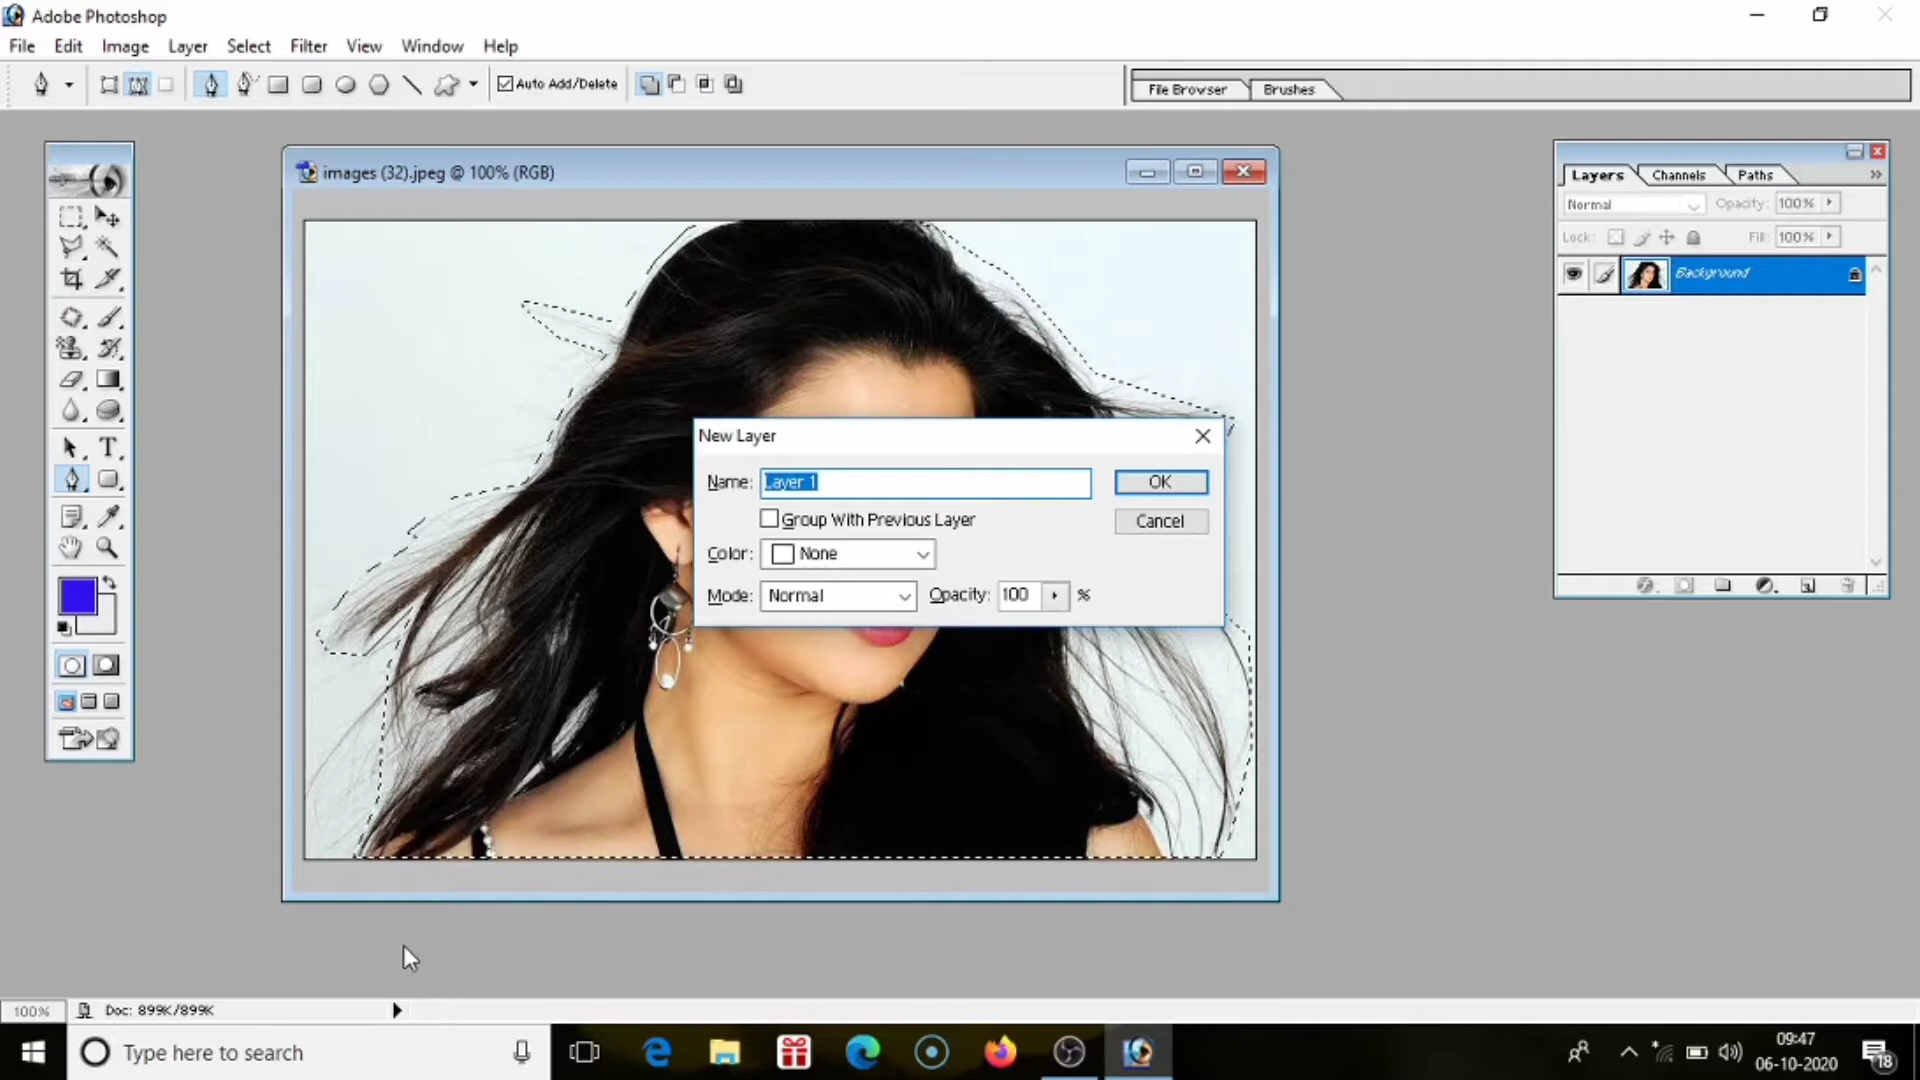 Adobe Photoshop
File Edit Image Layer Select Filter View Window Help
Auto Add/Delete
File Browser Brushes
images (32).jpeg @ 100% (RGB)
Layers Channels Paths
Normal Opacity: 100%
Lock: Fill: 100%
Background
New Layer
Name: Layer 1 OK
Group With Previous Layer Cancel
Color: None
Mode: Normal Opacity: 100 %
T
100% Doc: 899K/899K
Type here to search
09:47
06-10-2020
18